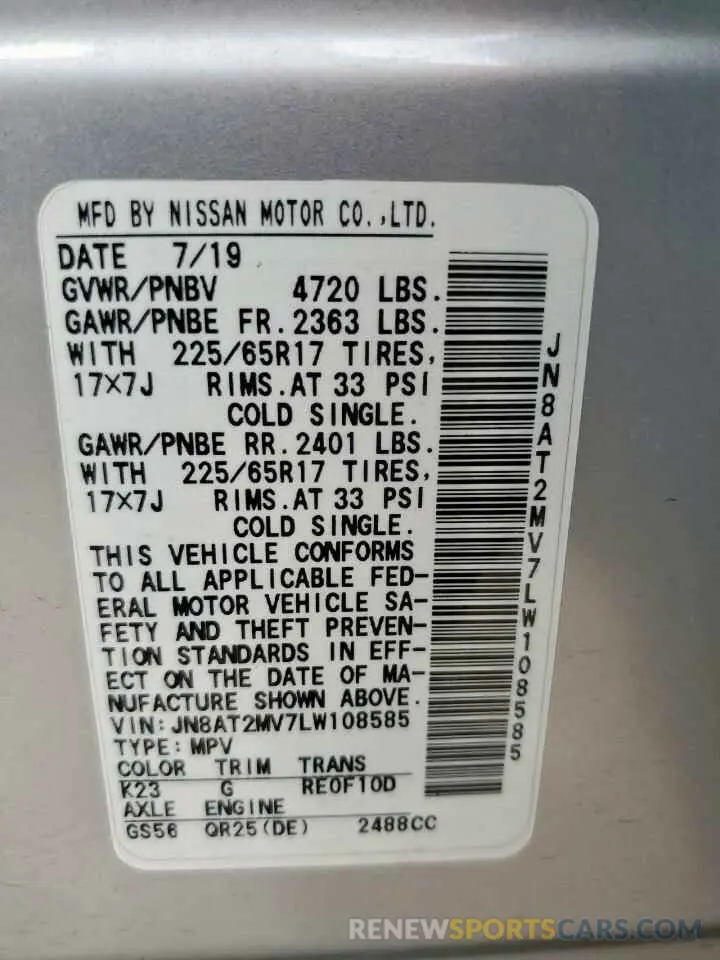 MFD BY NISSAN MOTOR CO.,LTD.
DATE 7/19
GVWR/PNBV 4720 LBS.
GAWR/PNBE FR.2363 LBS.
WITH 225/65R17 TIRES,
17×7J RIMS.AT 33 PSI
COLD SINGLE.
GAWR/PNBE RR.2401 LBS.
WITH 225/65R17 TIRES,
17×7J RIMS.AT 33 PSI
COLD SINGLE.
THIS VEHICLE CONFORMS
TO ALL APPLICABLE FED-
ERAL MOTOR VEHICLE SA-
FETY AND THEFT PREVEN-
TION STANDARDS IN EFF-
ECT ON THE DATE OF MA-
NUFACTURE SHOWN ABOVE.
VIN:JN8AT2MV7LW108585
TYPE:MPV
COLOR TRIM TRANS
K23 G RE0F10D
AXLE ENGINE
GS56 QR25(DE) 2488CC
JN8AT2MV7LW108585
RENEWSPORTSCARS.COM